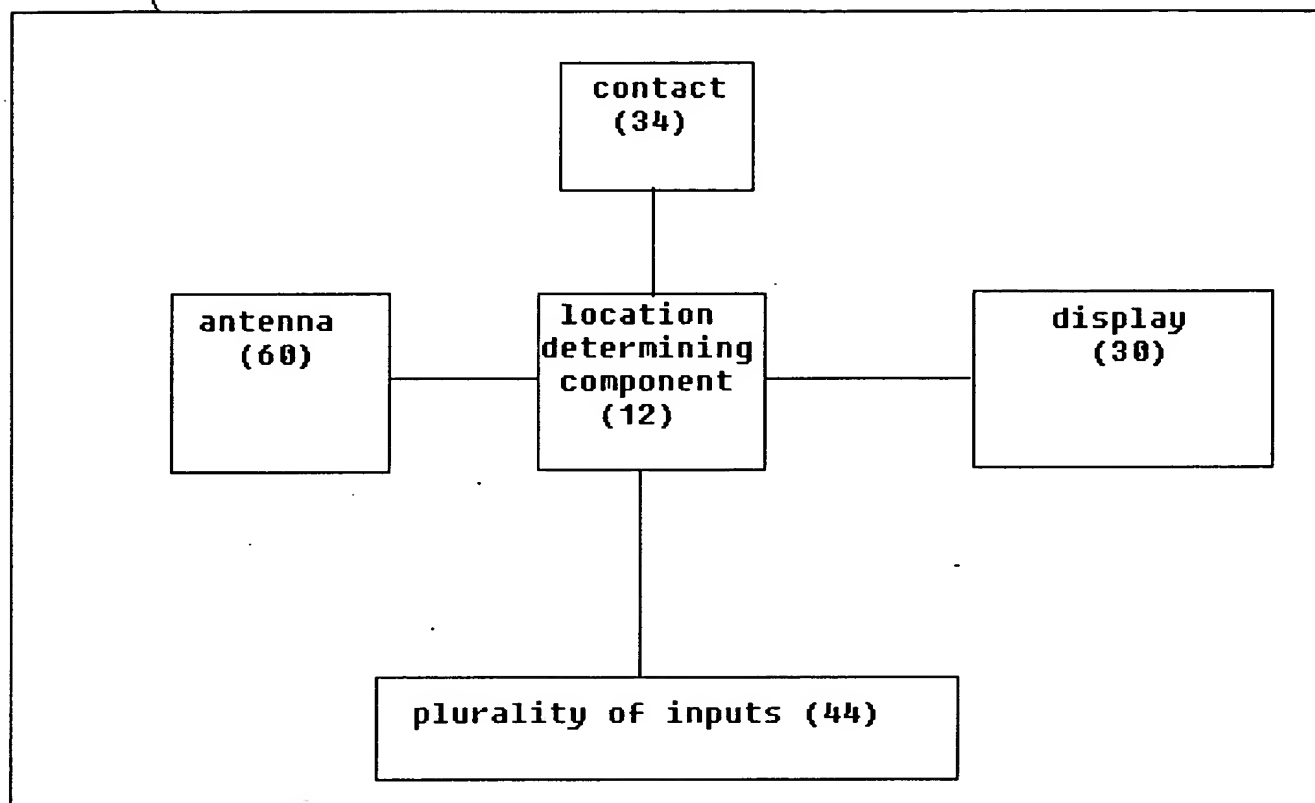 contact
(34)
antenna
(60)
location
determining
component
(12)
display
(30)
plurality of inputs (44)